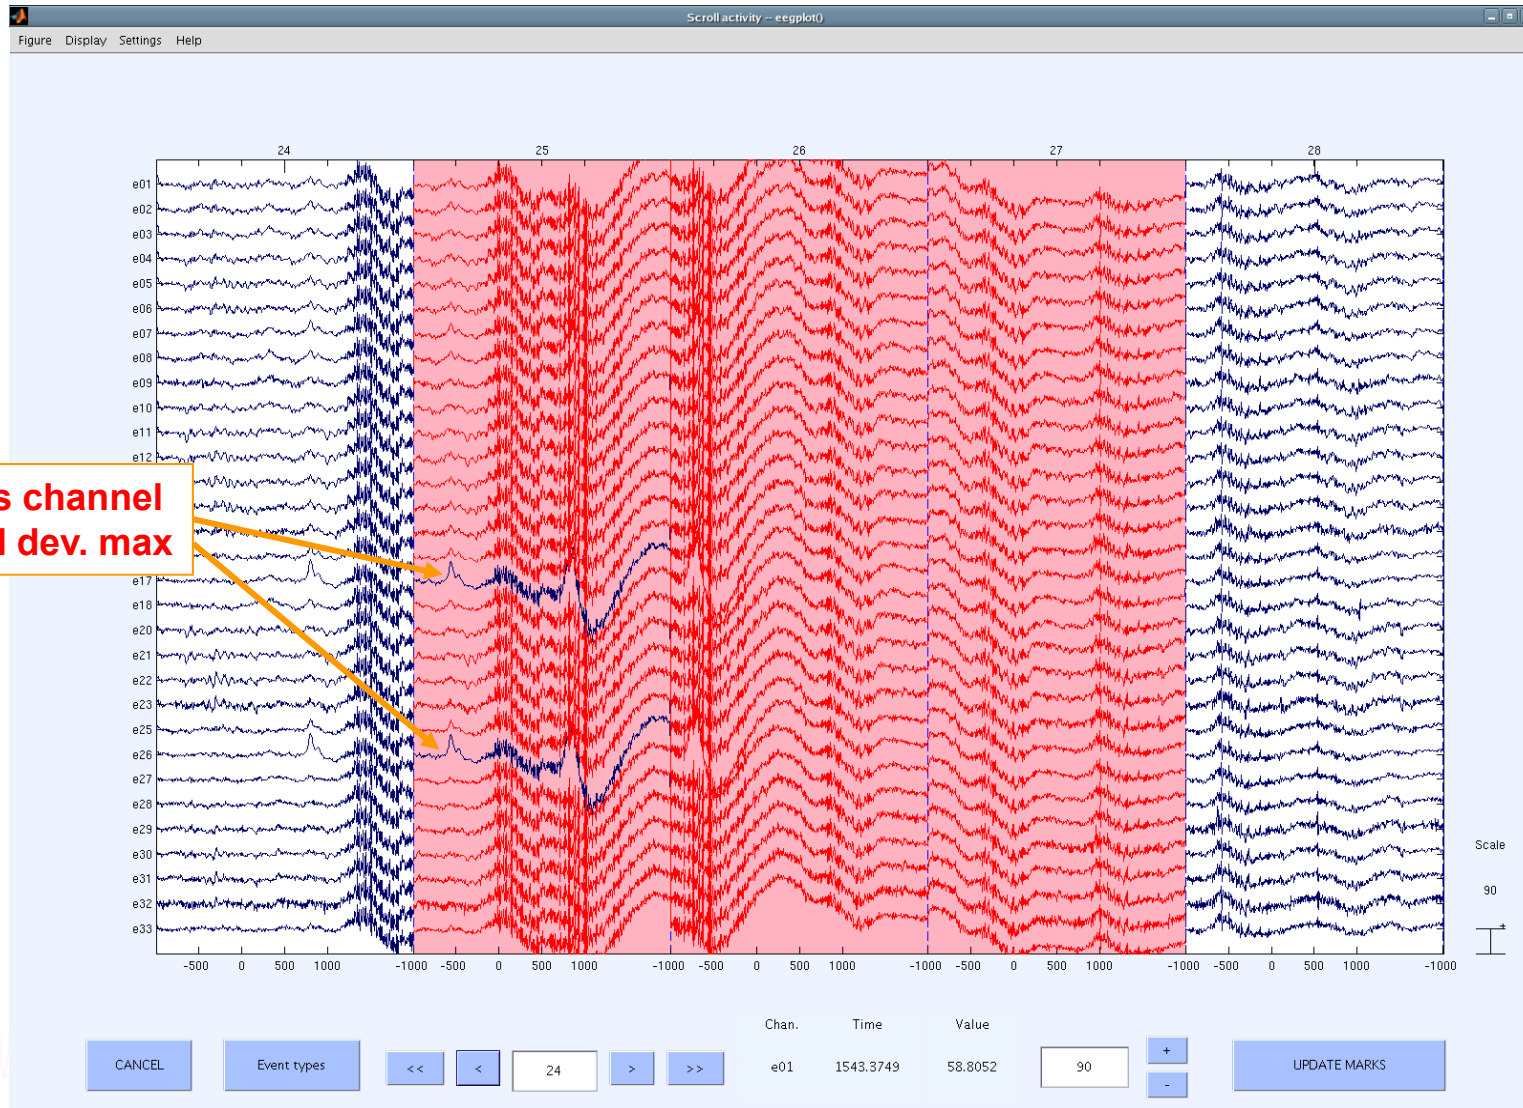 Scroll activity -- eegplot()
Figure Display Settings Help
24 25 26 27 28
e01
e02
e03
e04
e05
e06
e07
e08
e09
e10
e11
e12
s channel
dev. max
e17
e18
e20
e21
e22
e23
e25
e26
e27
e28
e29
e30
e31
e32
e33
Scale
90
+
-500 0 500 1000 -1000 -500 0 500 1000 -1000 -500 0 500 1000 -1000 -500 0 500 1000 -1000 -500 0 500 1000 -1000
Chan. Time Value
CANCEL Event types << < 24 > >> e01 1543.3749 58.8052 90 + UPDATE MARKS
-